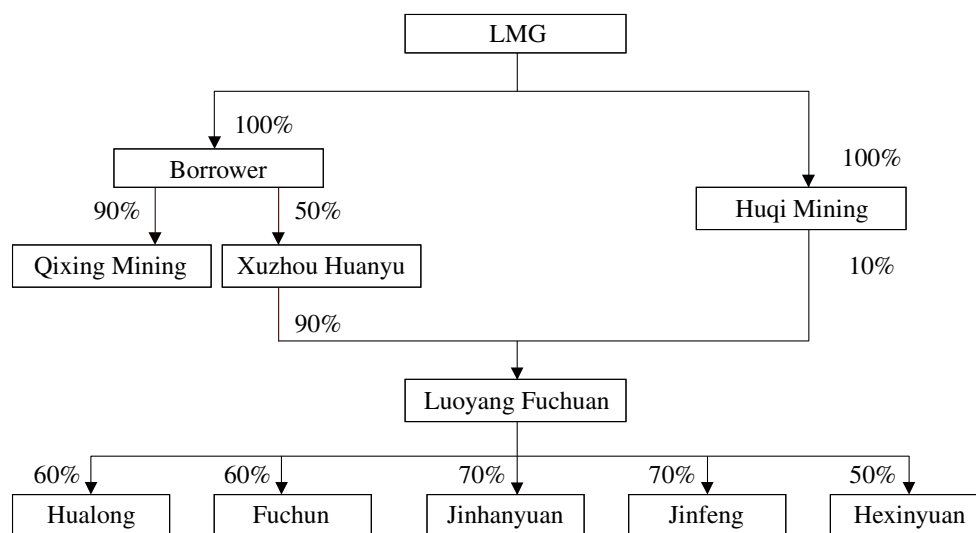 LMG
100%
Borrower
100%
Huqi Mining
90%
50%
Qixing Mining
Xuzhou Huanyu
10%
90%
Luoyang Fuchuan
60%
60%
70%
70%
50%
Hualong
Fuchun
Jinhanyuan
Jinfeng
Hexinyuan